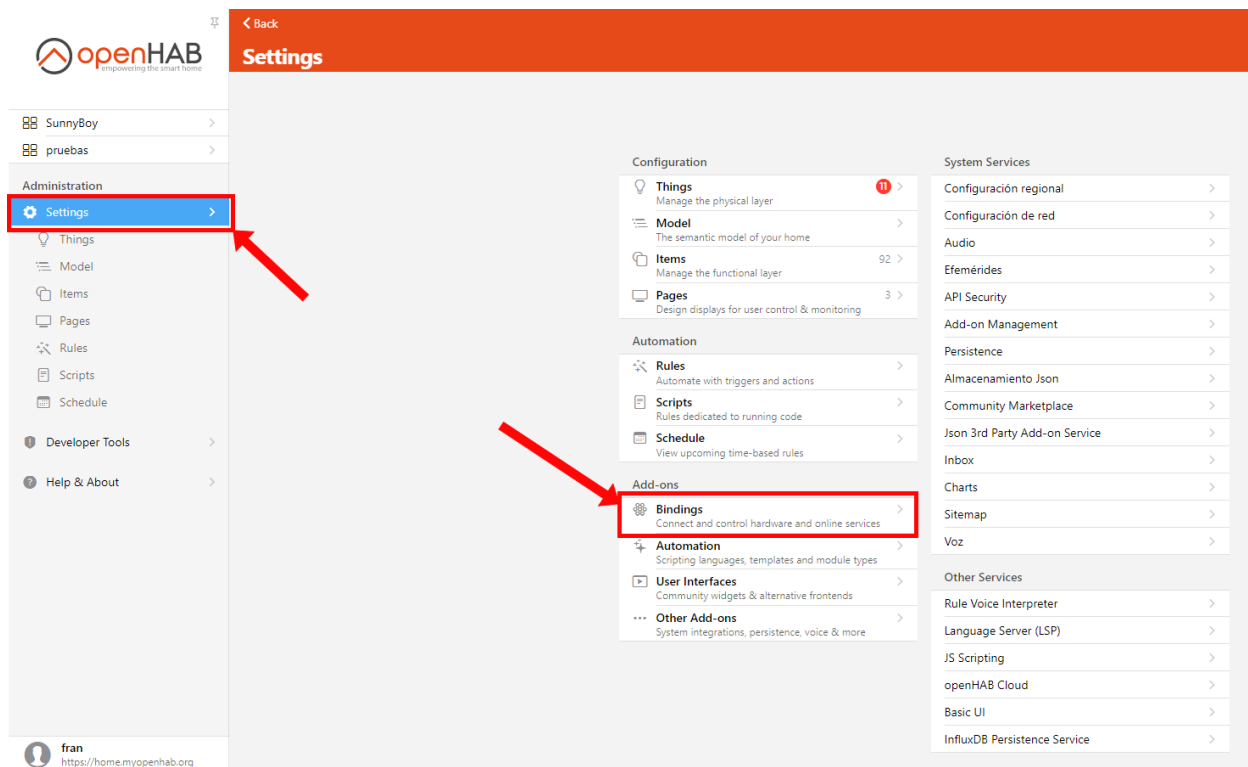 openHAB
empowering the smart home
SunnyBoy
pruebas
Administration
Settings
Things
Model
Items
Pages
Rules
Scripts
Schedule
Developer Tools
Help & About
fran
https://home.myopenhab.org
Back
Settings
Configuration
Things
11
Manage the physical layer
Model
The semantic model of your home
Items
92
Manage the functional layer
Pages
3
Design displays for user control & monitoring
Automation
Rules
Automate with triggers and actions
Scripts
Rules dedicated to running code
Schedule
View upcoming time-based rules
Add-ons
Bindings
Connect and control hardware and online services
Automation
Scripting languages, templates and module types
User Interfaces
Community widgets & alternative frontends
Other Add-ons
System integrations, persistence, voice & more
System Services
Configuración regional
Configuración de red
Audio
Efemérides
API Security
Add-on Management
Persistence
Almacenamiento Json
Community Marketplace
Json 3rd Party Add-on Service
Inbox
Charts
Sitemap
Voz
Other Services
Rule Voice Interpreter
Language Server (LSP)
JS Scripting
openHAB Cloud
Basic UI
InfluxDB Persistence Service